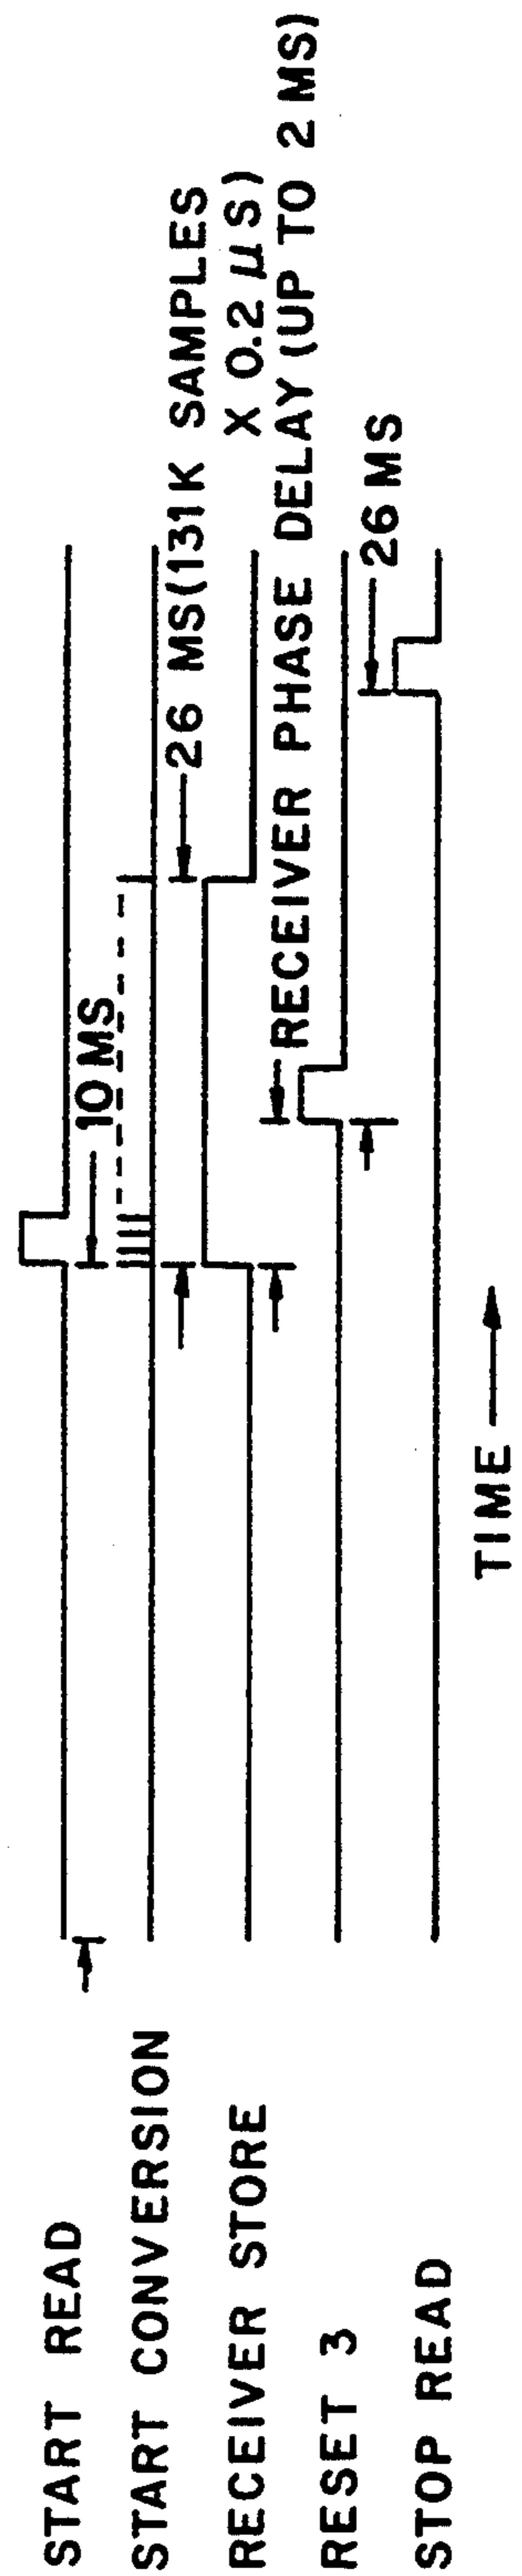 START READ
10 MS
START CONVERSION
26 MS (131K SAMPLES
X 0.2 μS)
RECEIVER STORE
RECEIVER PHASE DELAY (UP TO 2 MS)
RESET 3
26 MS
STOP READ
TIME